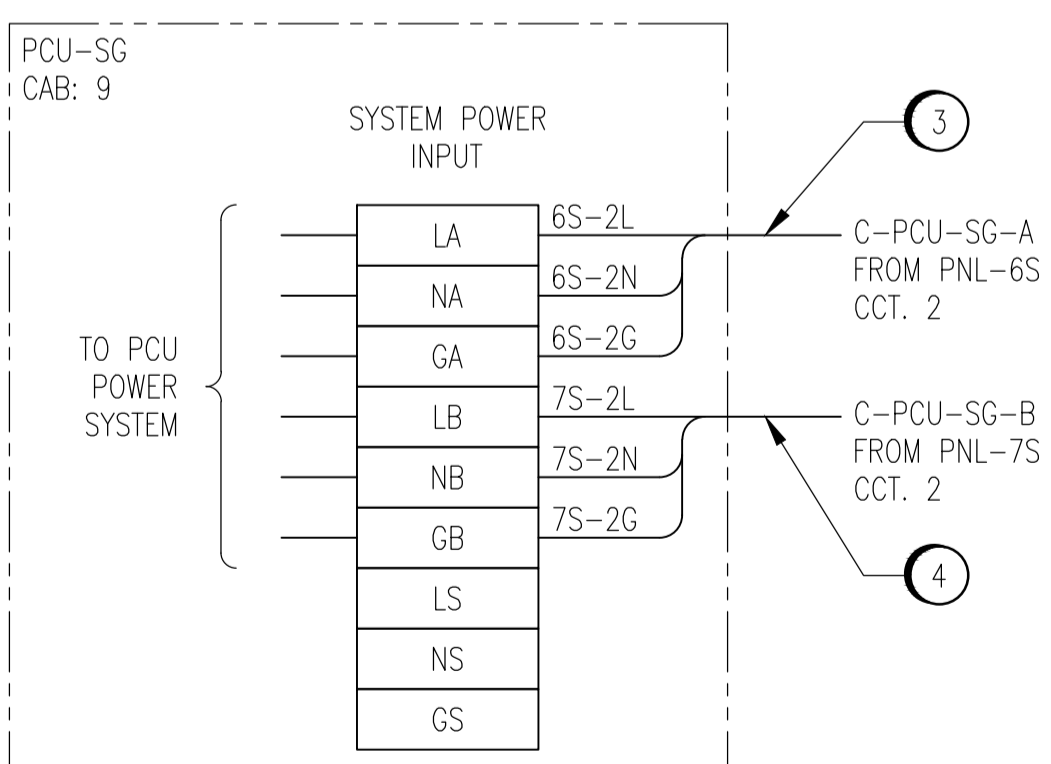 PCU-SG
CAB: 9
SYSTEM POWER
INPUT
3
LA
6S-2L
NA
6S-2N
GA
6S-2G
LB
7S-2L
NB
7S-2N
GB
7S-2G
LS
NS
GS
TO PCU
POWER
SYSTEM
C-PCU-SG-A
FROM PNL-6S
CCT. 2
C-PCU-SG-B
FROM PNL-7S
CCT. 2
4